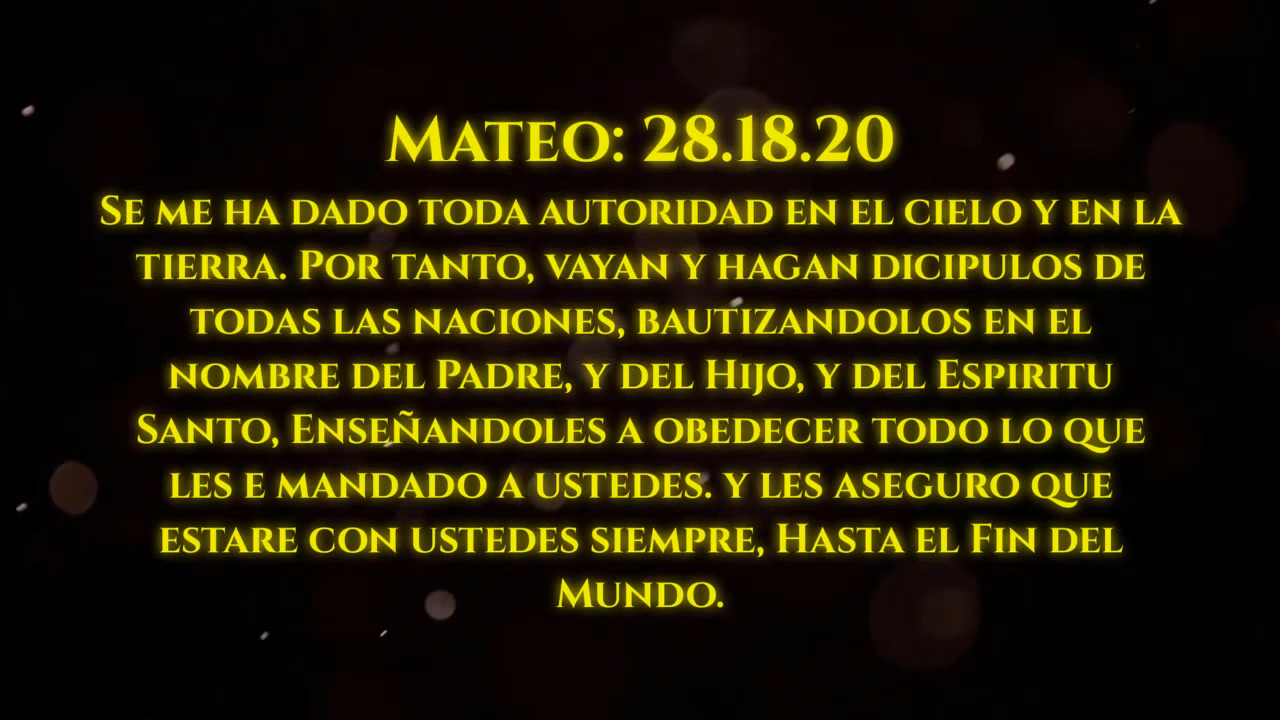 Mateo: 28.18.20
Se me ha dado toda autoridad en el cielo y en la
tierra. Por tanto, vayan y hagan dicipulos de
todas las naciones, bautizandolos en el
nombre del Padre, y del Hijo, y del Espiritu
Santo, Enseñandoles a obedecer todo lo que
les e mandado a ustedes. y les aseguro que
estare con ustedes siempre, Hasta el Fin del
Mundo.